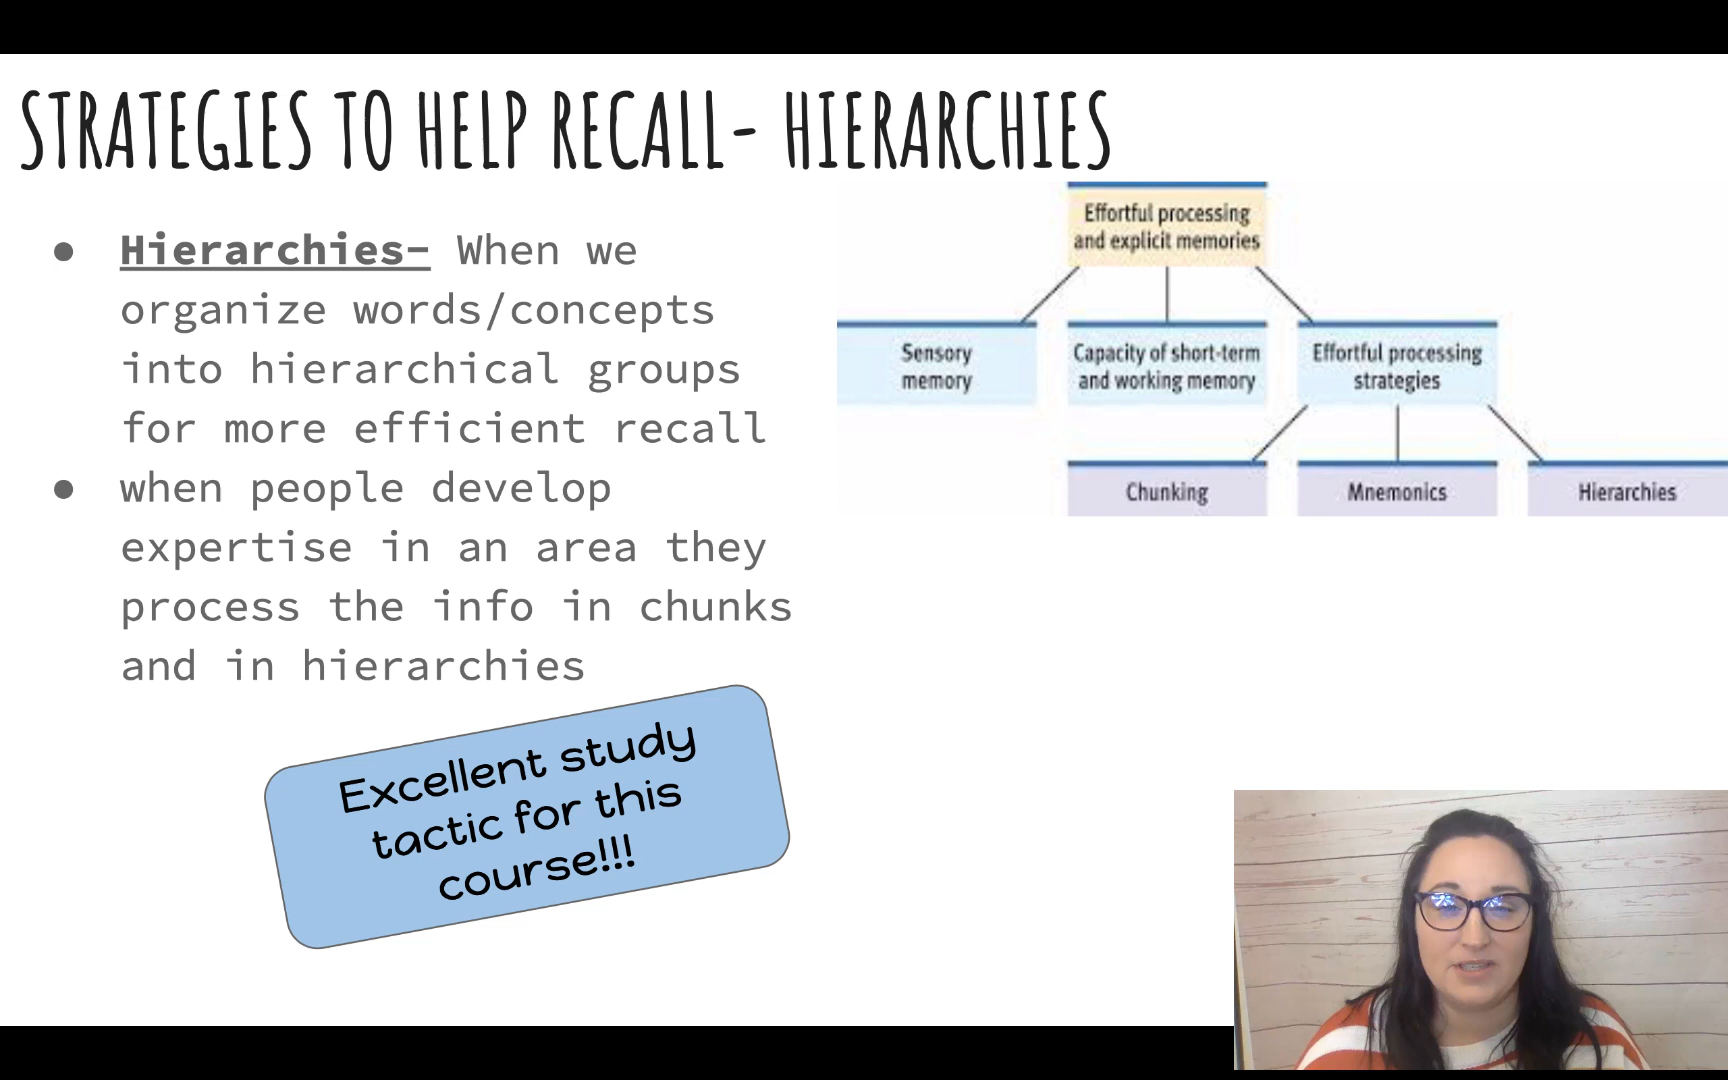 STRATEGIES TO HELP RECALL- HIERARCHIES
● Hierarchies- When we
organize words/concepts
into hierarchical groups
for more efficient recall
● when people develop
expertise in an area they
process the info in chunks
and in hierarchies
Excellent study
tactic for this
course!!!
Effortful processing
and explicit memories
Sensory
memory
Capacity of short-term
and working memory
Effortful processing
strategies
Chunking
Mnemonics
Hierarchies